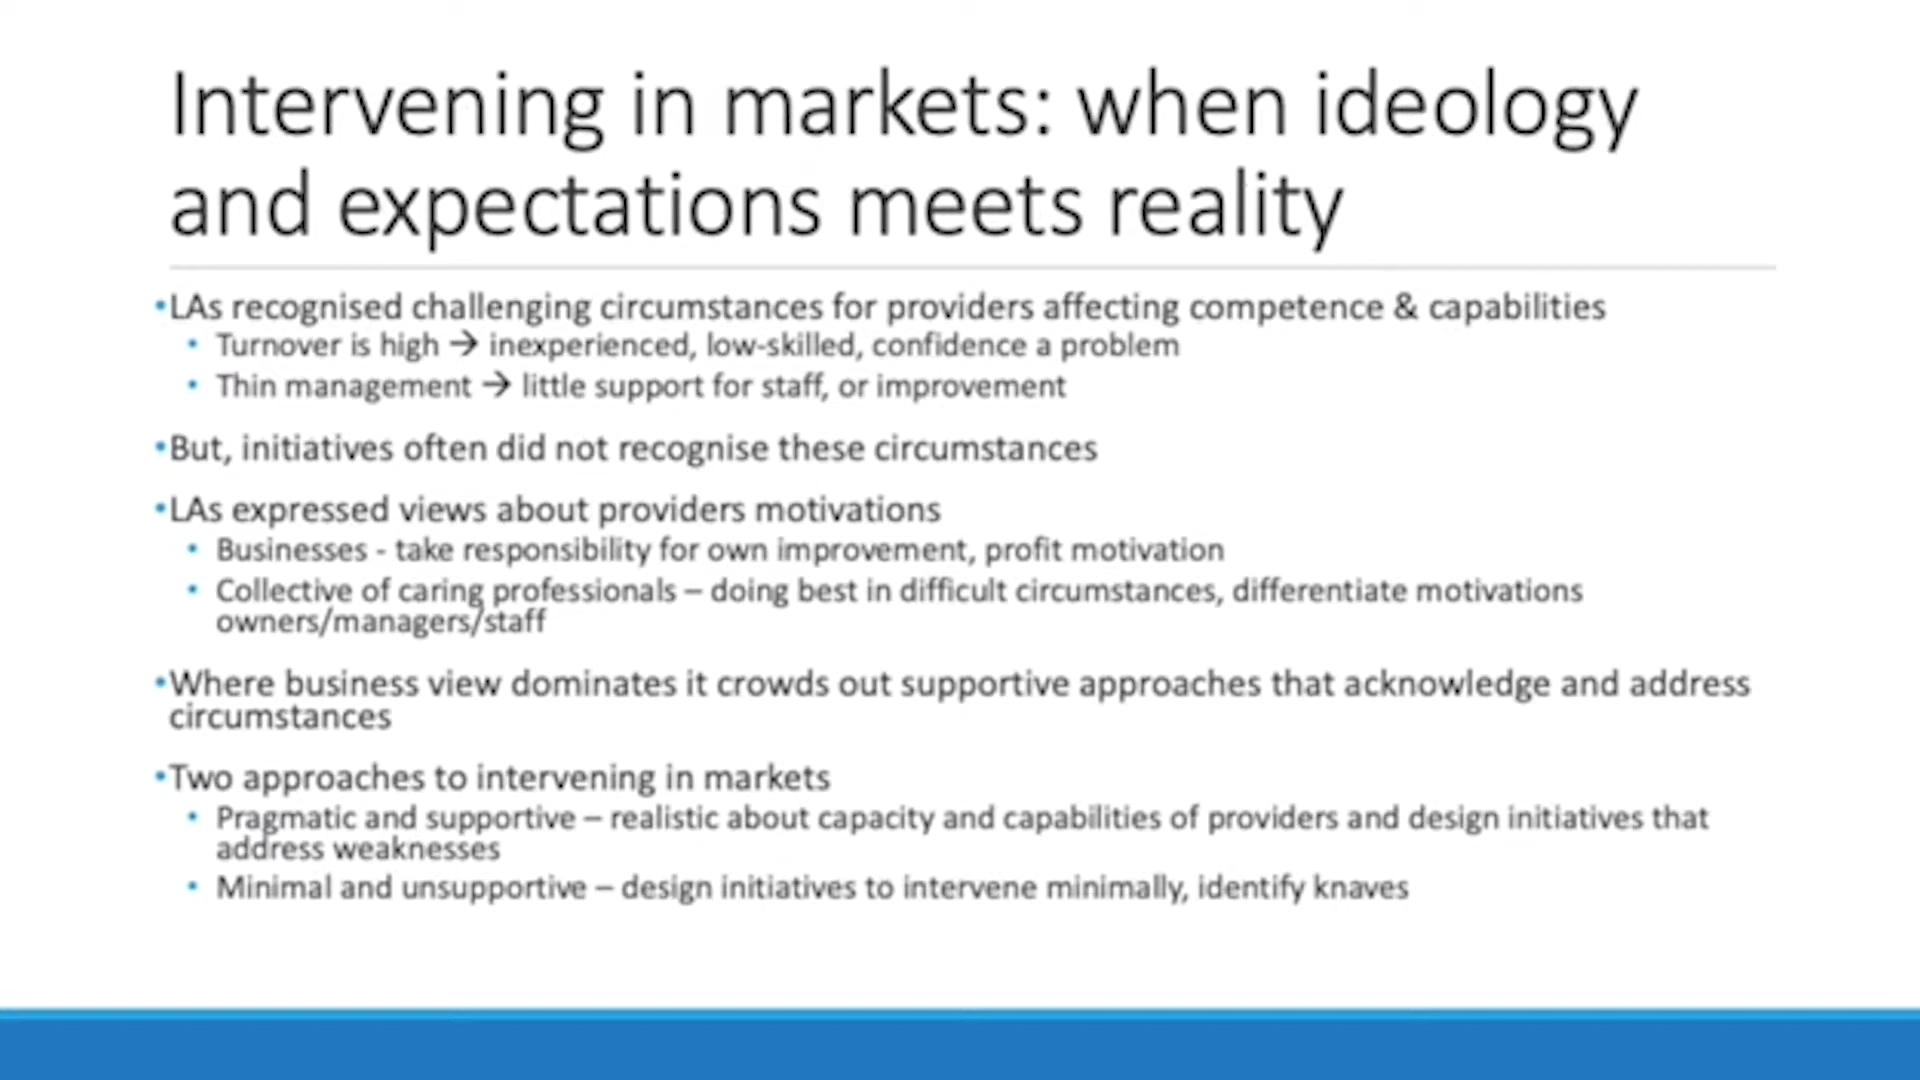 Intervening in markets: when ideology
and expectations meets reality
•LAs recognised challenging circumstances for providers affecting competence & capabilities
• Turnover is high → inexperienced, low-skilled, confidence a problem
• Thin management → little support for staff, or improvement
•But, initiatives often did not recognise these circumstances
•LAs expressed views about providers motivations
• Businesses - take responsibility for own improvement, profit motivation
• Collective of caring professionals – doing best in difficult circumstances, differentiate motivations
owners/managers/staff
•Where business view dominates it crowds out supportive approaches that acknowledge and address
circumstances
•Two approaches to intervening in markets
• Pragmatic and supportive – realistic about capacity and capabilities of providers and design initiatives that
address weaknesses
• Minimal and unsupportive – design initiatives to intervene minimally, identify knaves